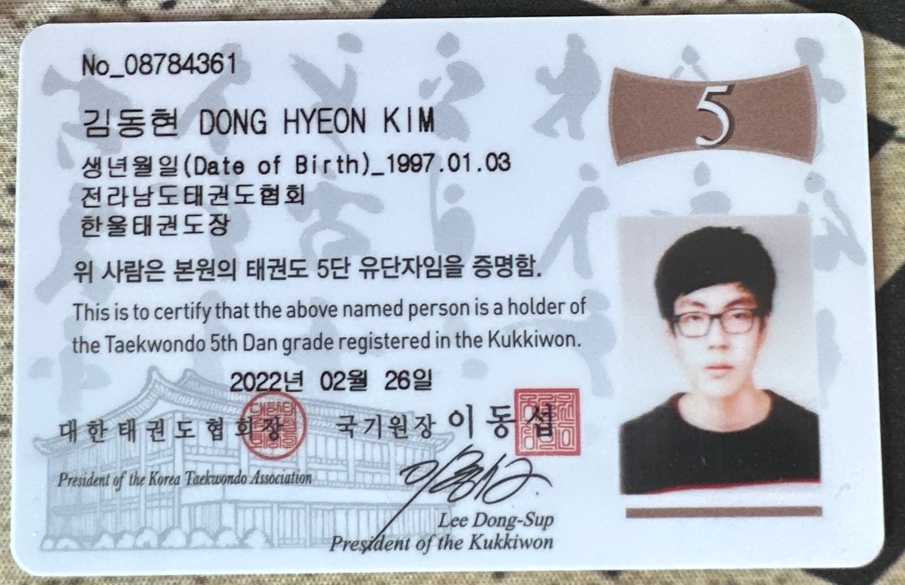 No_08784361
5
김동현 DONG HYEON KIM
생년월일(Date of Birth)_1997.01.03
전라남도태권도협회
한울태권도장
위 사람은 본원의 태권도 5단 유단자임을 증명함.
This is to certify that the above named person is a holder of
the Taekwondo 5th Dan grade registered in the Kukkiwon.
2022년 02월 26일
대한태권도협회장 국기원장 이동섭
President of the Korea Taekwondo Association
Lee Dong-Sup
President of the Kukkiwon